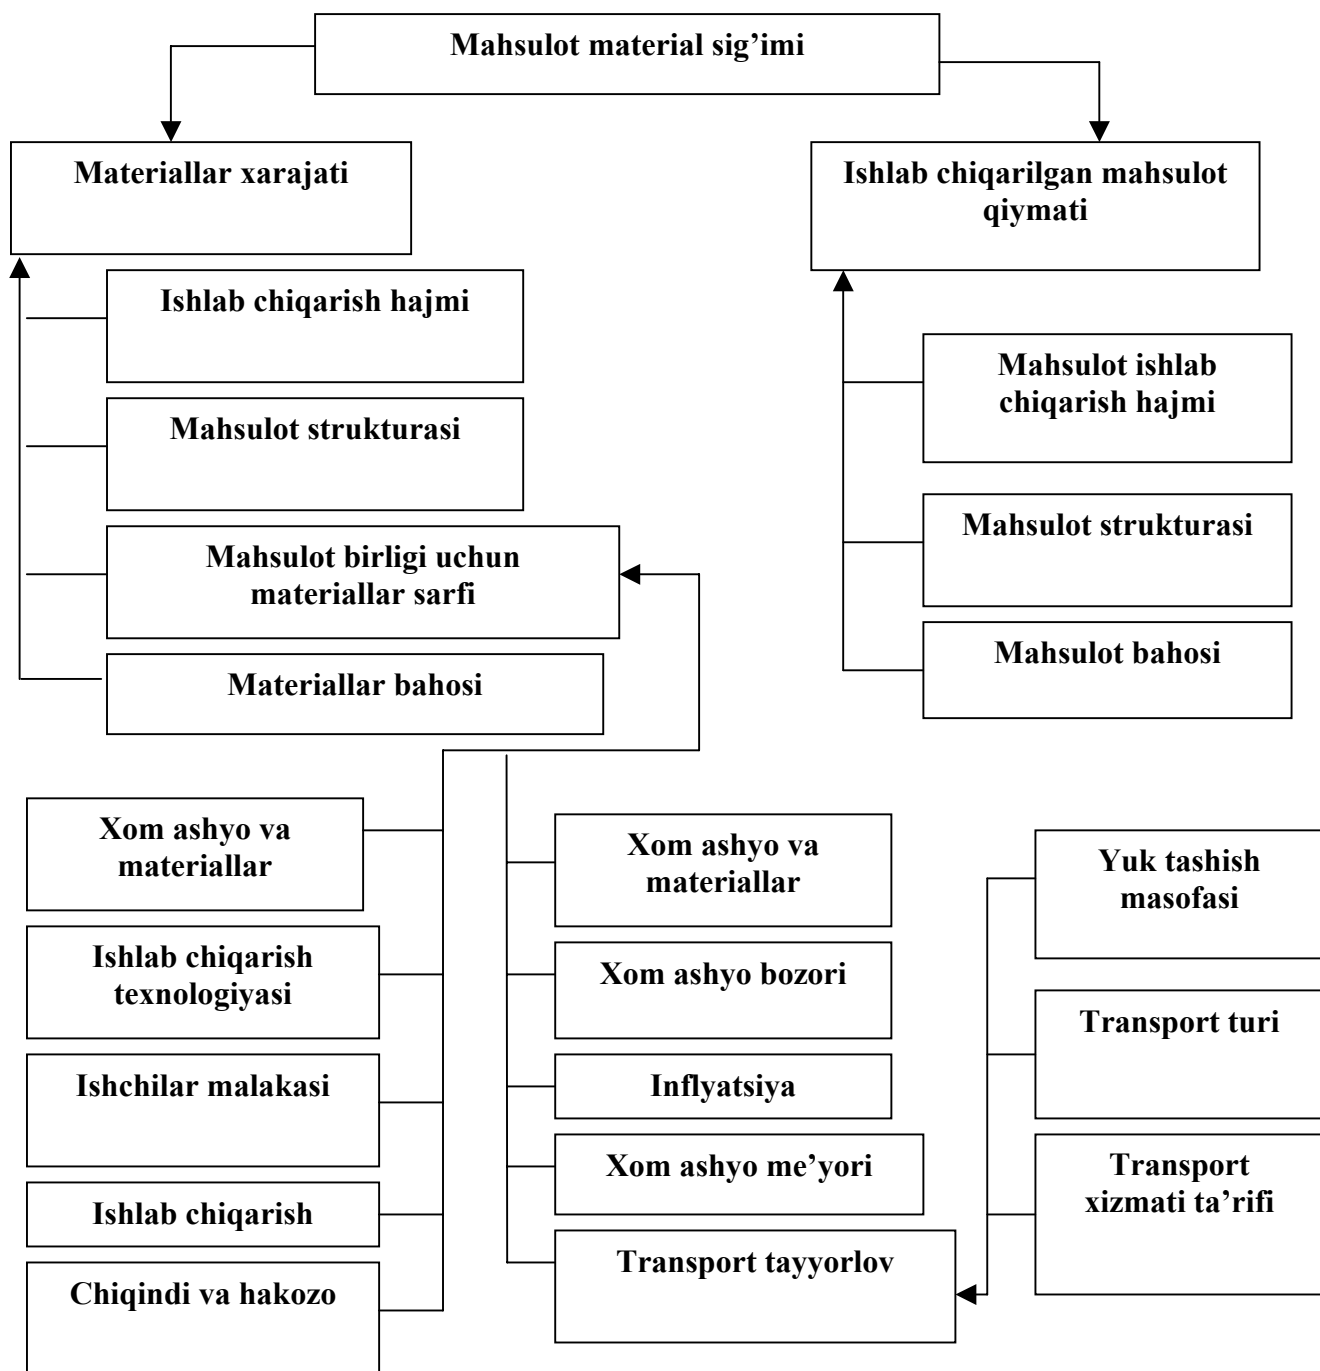 Mahsulot material sig’imi
Materiallar xarajati
Ishlab chiqarilgan mahsulot
qiymati
Ishlab chiqarish hajmi
Mahsulot strukturasi
Mahsulot birligi uchun
materiallar sarfi
Materiallar bahosi
Mahsulot ishlab
chiqarish hajmi
Mahsulot strukturasi
Mahsulot bahosi
Xom ashyo va
materiallar
Ishlab chiqarish
texnologiyasi
Ishchilar malakasi
Ishlab chiqarish
Chiqindi va hakozo
Xom ashyo va
materiallar
Xom ashyo bozori
Inflyatsiya
Xom ashyo me’yori
Transport tayyorlov
Yuk tashish
masofasi
Transport turi
Transport
xizmati ta’rifi